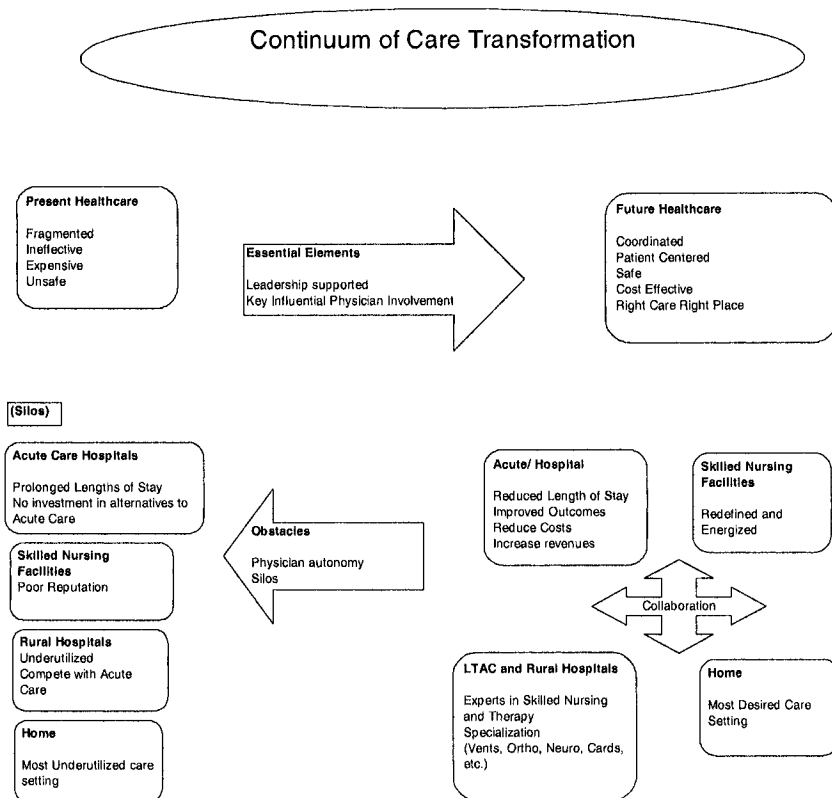 Continuum of Care Transformation
Present Healthcare
Fragmented
Ineffective
Expensive
Unsafe
Essential Elements
Leadership supported
Key Influential Physician Involvement
Future Healthcare
Coordinated
Patient Centered
Safe
Cost Effective
Right Care Right Place
(Silos)
Acute Care Hospitals
Prolonged Lengths of Stay
No investment in alternatives to
Acute Care
Skilled Nursing
Facilities
Poor Reputation
Rural Hospitals
Underutilized
Compete with Acute
Care
Home
Most Underutilized care
setting
Obstacles
Physician autonomy
Silos
Acute/ Hospital
Reduced Length of Stay
Improved Outcomes
Reduce Costs
Increase revenues
Skilled Nursing
Facilities
Redefined and
Energized
Collaboration
LTAC and Rural Hospitals
Experts in Skilled Nursing
and Therapy
Specialization
(Vents, Ortho, Neuro, Cards,
etc.)
Home
Most Desired Care
Setting